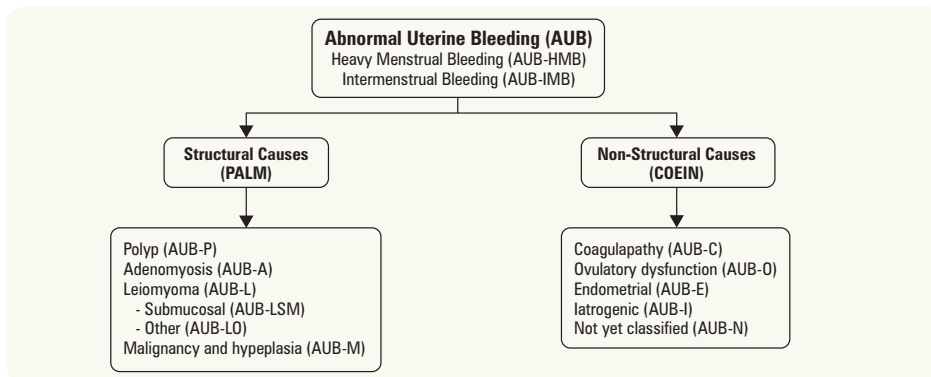 Abnormal Uterine Bleeding (AUB)
Heavy Menstrual Bleeding (AUB-HMB)
Intermenstrual Bleeding (AUB-IMB)
Structural Causes
(PALM)
Non-Structural Causes
(COEIN)
Polyp (AUB-P)
Adenomyosis (AUB-A)
Leiomyoma (AUB-L)
- Submucosal (AUB-LSM)
- Other (AUB-LO)
Malignancy and hypeplasia (AUB-M)
Coagulapathy (AUB-C)
Ovulatory dysfunction (AUB-O)
Endometrial (AUB-E)
Iatrogenic (AUB-I)
Not yet classified (AUB-N)